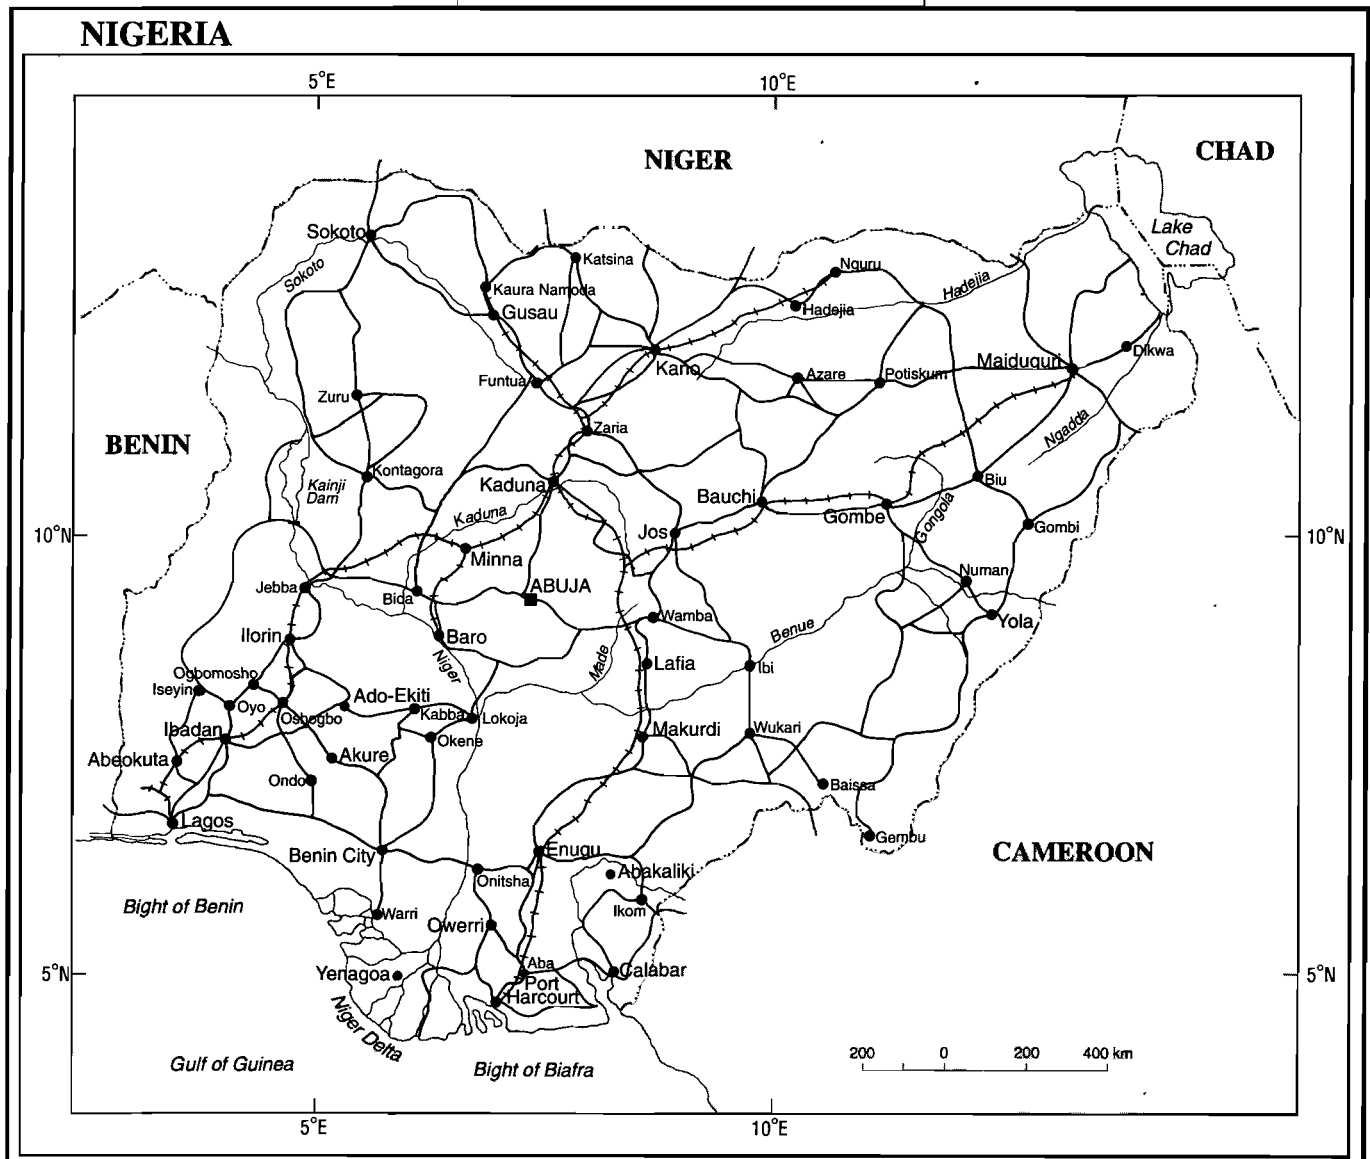 NIGERIA
5°E
10°E
NIGER
CHAD
Lake
Chad
Sokoto
Sokoto
Katsina
Nguru
Hadejia
Kaura Namoda
Hadejia
Gusau
Kano
Maiduguri
Dikwa
Funtua
Azare
Potiskum
Zuru
Zaria
Ngadda
BENIN
Kontagora
Kainji
Dam
Kaduna
Bauchi
Biu
Kaduna
Gombe
Gongola
Gombi
10°N
Jos
10°N
Minna
Numan
Jebba
Bida
ABUJA
Wamba
Yola
Ilorin
Baro
Benue
Niger
Made
Lafia
Ibi
Ogbomosho
Iseyin
Oyo
Oshogbo
Ado-Ekiti
Kabba
Lokoja
Ibadan
Okene
Makurdi
Wukari
Abeokuta
Akure
Ondo
Baissa
Lagos
Gembu
Benin City
Enugu
CAMEROON
Onitsha
Abakaliki
Bight of Benin
Warri
Ikom
Owerri
5°N
Yenagoa
Aba
Calabar
5°N
Port
Harcourt
Niger Delta
Gulf of Guinea
Bight of Biafra
200 0 200 400 km
5°E
10°E